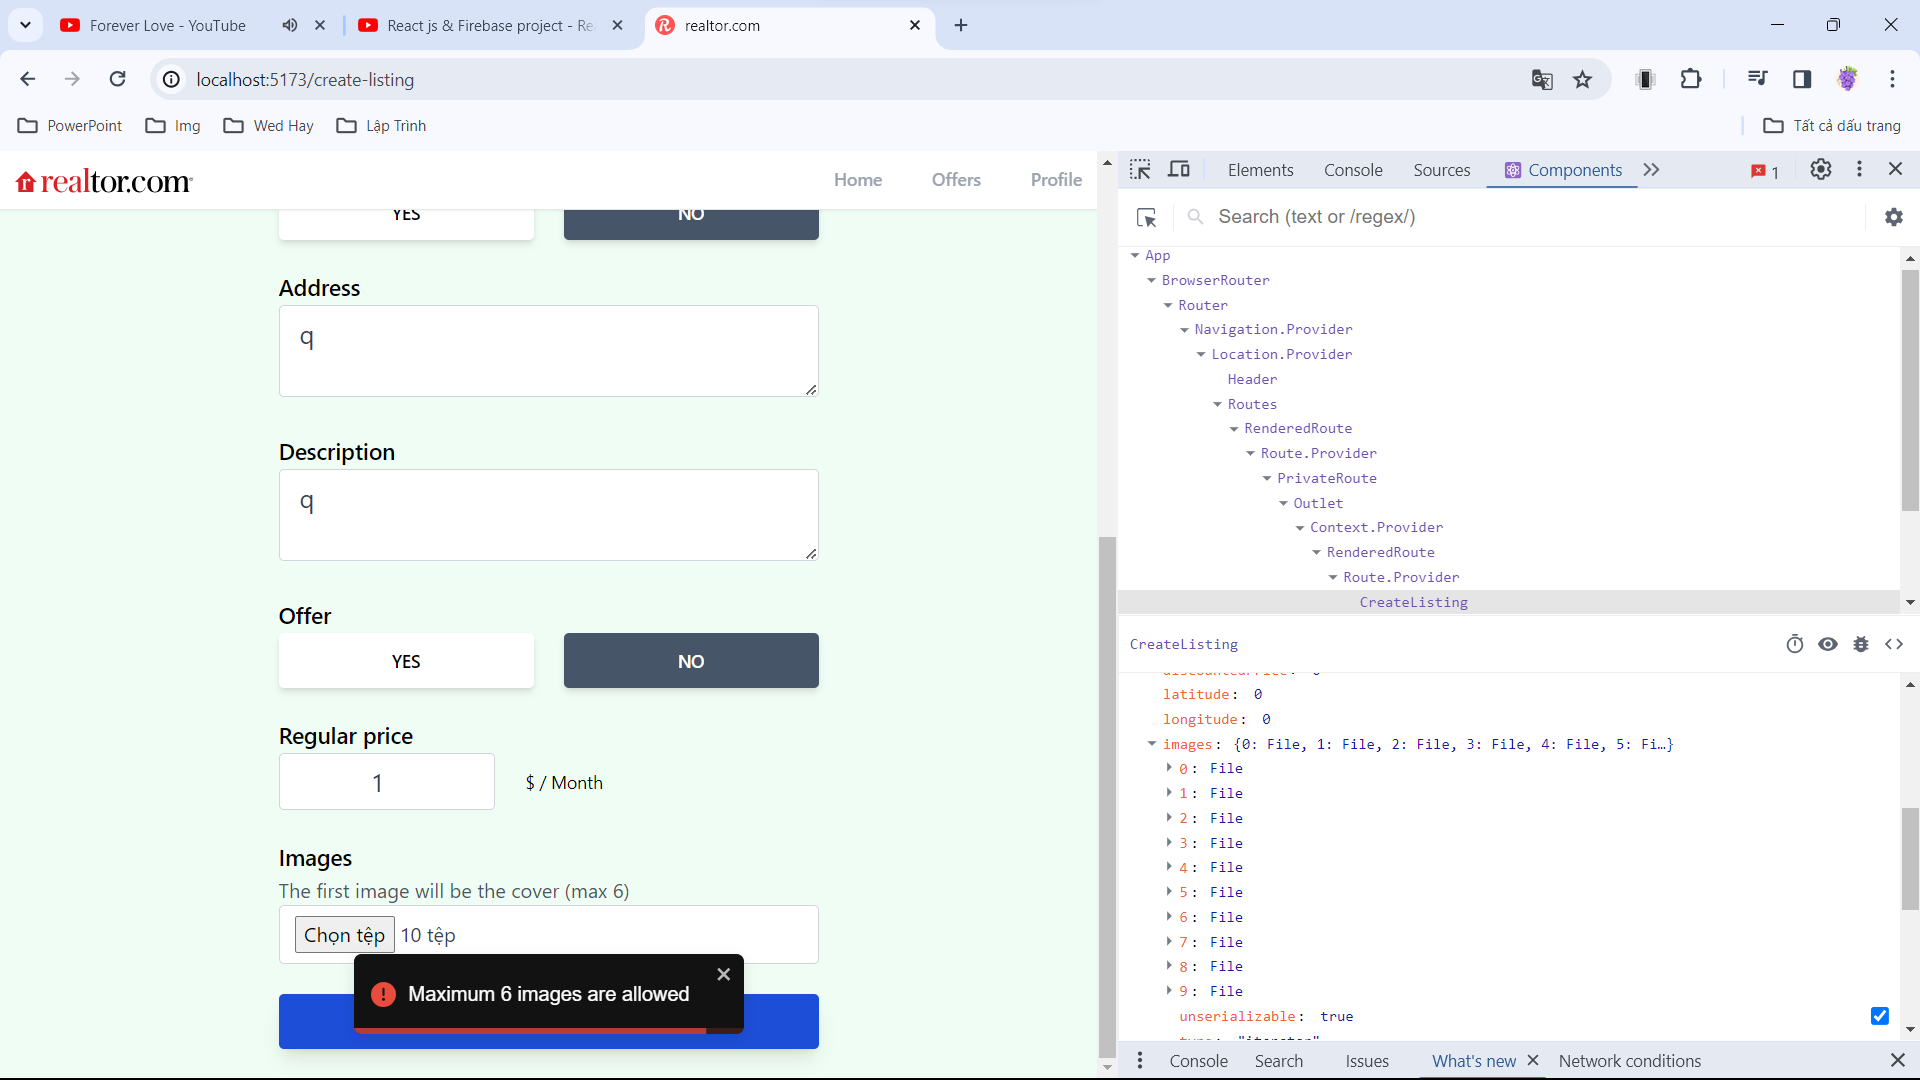 Forever Love - YouTube
React js & Firebase project - Re
realtor.com
localhost:5173/create-listing
PowerPoint
Img
Wed Hay
Lập Trình
Tất cả dấu trang
realtor.com
Home
Offers
Profile
YES
NO
Address
q
Description
q
Offer
YES
NO
Regular price
1
$ / Month
Images
The first image will be the cover (max 6)
Chọn tệp 10 tệp
Maximum 6 images are allowed
Elements
Console
Sources
Components
1
Search (text or /regex/)
App
BrowserRouter
Router
Navigation.Provider
Location.Provider
Header
Routes
RenderedRoute
Route.Provider
PrivateRoute
Outlet
Context.Provider
RenderedRoute
Route.Provider
CreateListing
CreateListing
latitude: 0
longitude: 0
images: {0: File, 1: File, 2: File, 3: File, 4: File, 5: Fi…}
0: File
1: File
2: File
3: File
4: File
5: File
6: File
7: File
8: File
9: File
unserializable: true
Console
Search
Issues
What's new
Network conditions